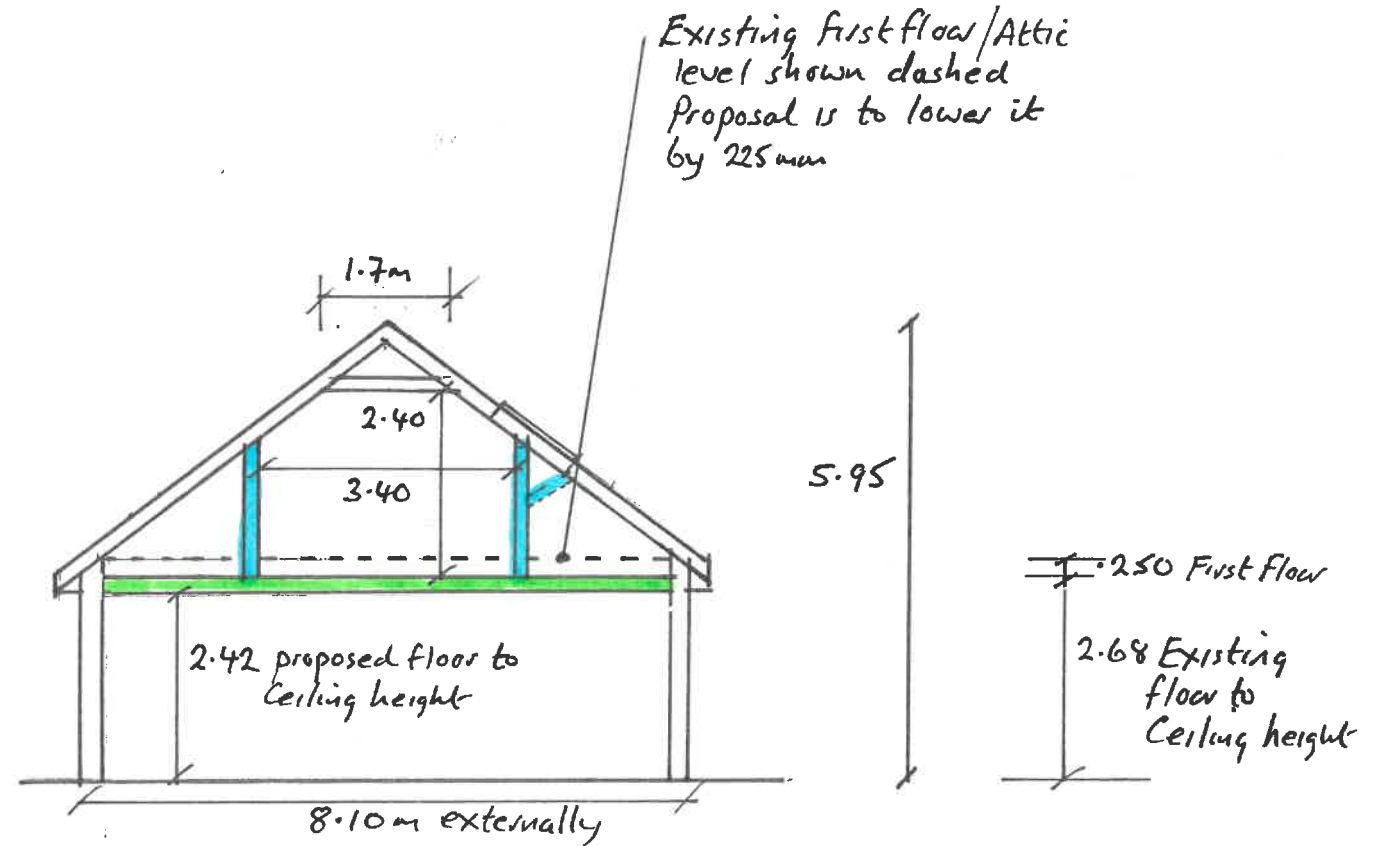 Existing first floor/Attic
level shown dashed
Proposal is to lower it
by 225mm
1.7m
2.40
3.40
5.95
.250 First floor
2.42 proposed floor to
Ceiling height
2.68 Existing
floor to
Ceiling height
8.10m externally